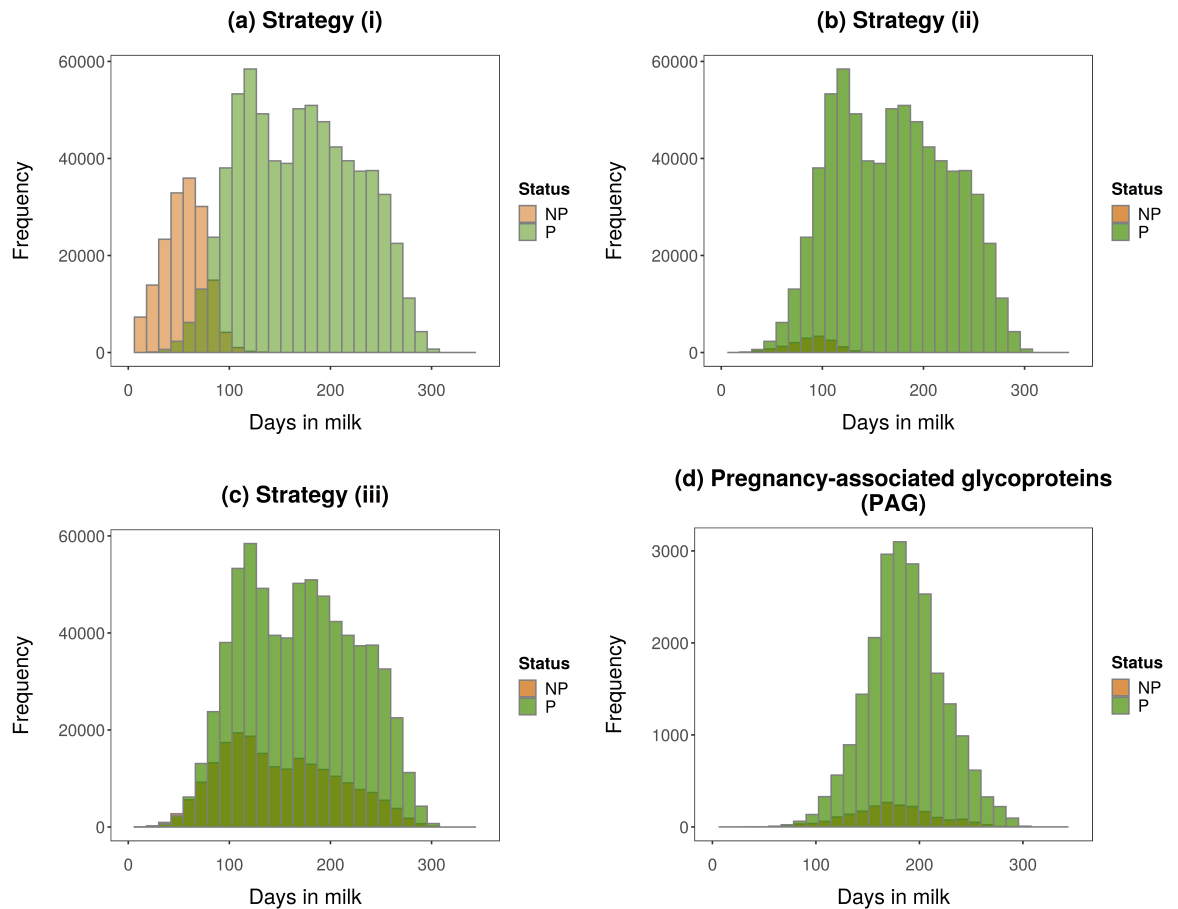 (a) Strategy (i)
60000
40000
20000
0
Frequency
0 100 200 300
Days in milk
Status
NP
P
(b) Strategy (ii)
60000
40000
20000
0
Frequency
0 100 200 300
Days in milk
Status
NP
P
(c) Strategy (iii)
60000
40000
20000
0
Frequency
0 100 200 300
Days in milk
Status
NP
P
(d) Pregnancy-associated glycoproteins
(PAG)
3000
2000
1000
0
Frequency
0 100 200 300
Days in milk
Status
NP
P